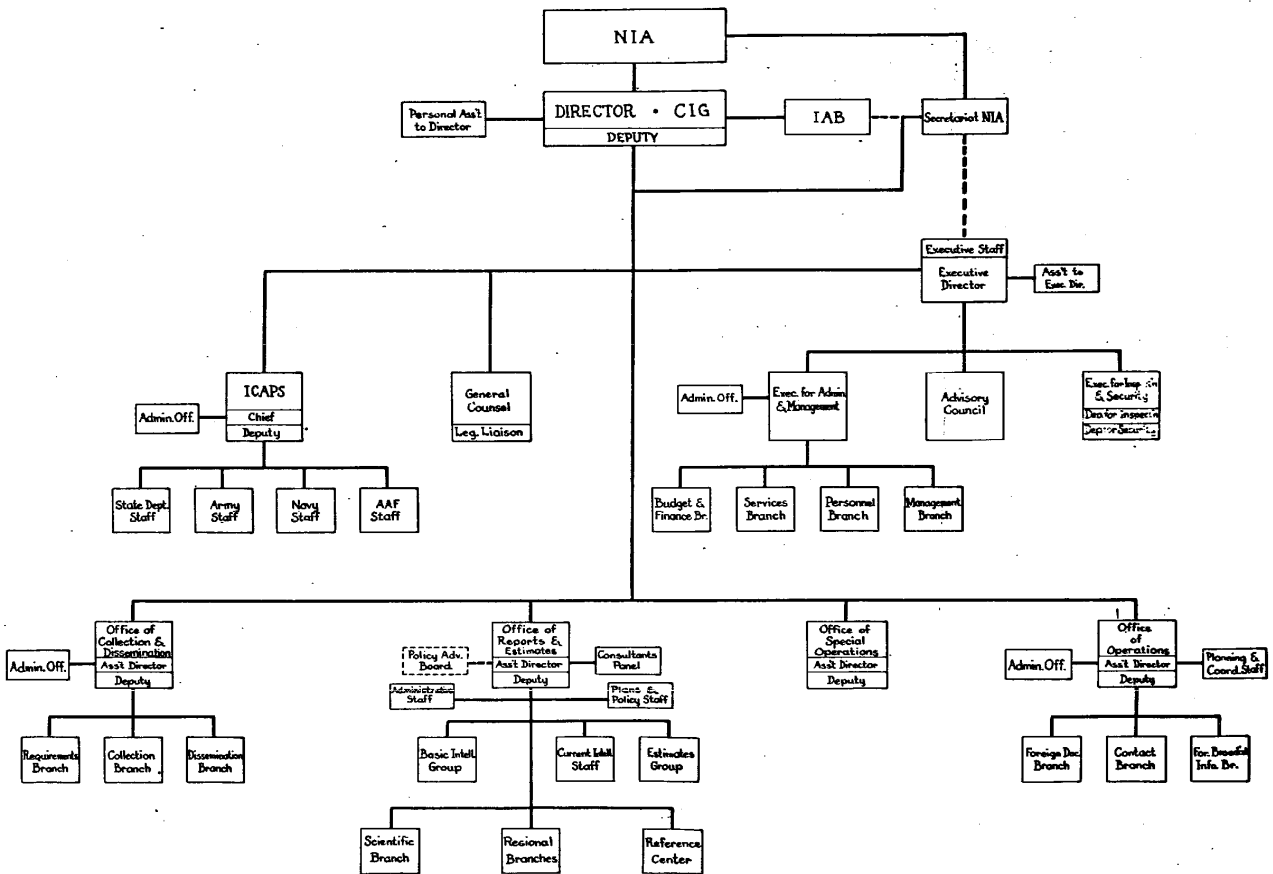 NIA
Personal Ass't
to Director
DIRECTOR · CIG
DEPUTY
IAB
Secretariat NIA
Executive Staff
Executive
Director
Ass't to
Exec. Dir.
ICAPS
Chief
Deputy
Admin. Off.
General
Counsel
Leg. Liaison
Admin. Off.
Exec. for Admin.
& Management
Advisory
Council
Exec. for
& Security
Dep. for Security
State Dept.
Staff
Army
Staff
Navy
Staff
AAF
Staff
Budget &
Finance Br.
Services
Branch
Personnel
Branch
Management
Branch
Admin. Off.
Office of
Collection &
Dissemination
Ass't Director
Deputy
Policy Adv.
Board
Office of
Reports &
Estimates
Ass't Director
Deputy
Consultants
Panel
Administrative
Staff
Plans &
Policy Staff
Office of
Special
Operations
Ass't Director
Deputy
Admin. Off.
Office
of
Operations
Ass't Director
Deputy
Planning &
Coord. Staff
Requirements
Branch
Collection
Branch
Dissemination
Branch
Basic Intell.
Group
Current Intell.
Staff
Estimates
Group
Foreign Doc.
Branch
Contact
Branch
For. Broadcast
Info. Br.
Scientific
Branch
Regional
Branches
Reference
Center